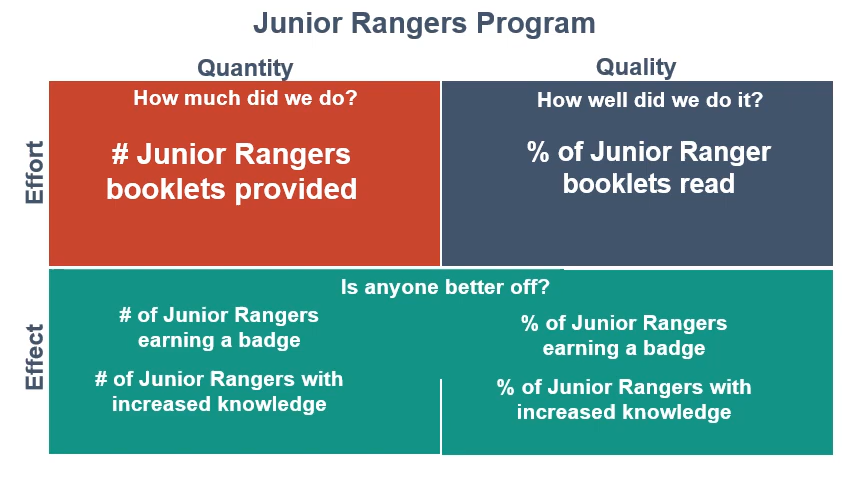 Junior Rangers Program
Quantity
Quality
Effort
How much did we do?
# Junior Rangers
booklets provided
How well did we do it?
% of Junior Ranger
booklets read
Effect
Is anyone better off?
# of Junior Rangers
earning a badge
# of Junior Rangers with
increased knowledge
% of Junior Rangers
earning a badge
% of Junior Rangers with
increased knowledge